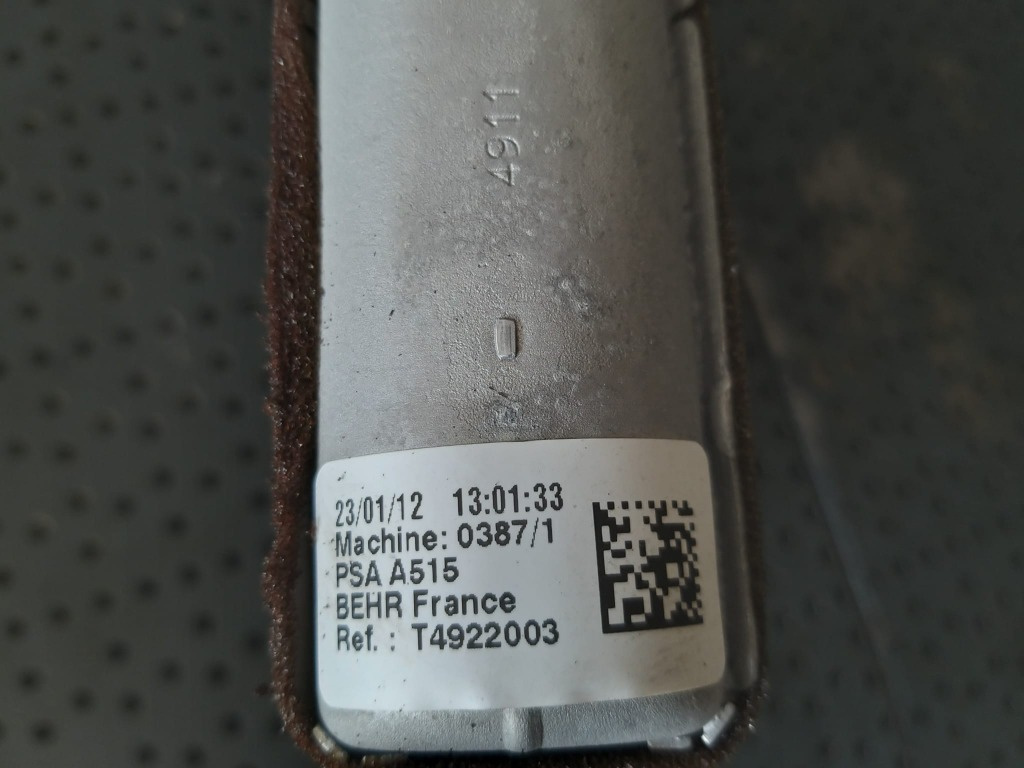 4911
23/01/12 13:01:33
Machine: 0387/1
PSA A515
BEHR France
Ref. : T4922003